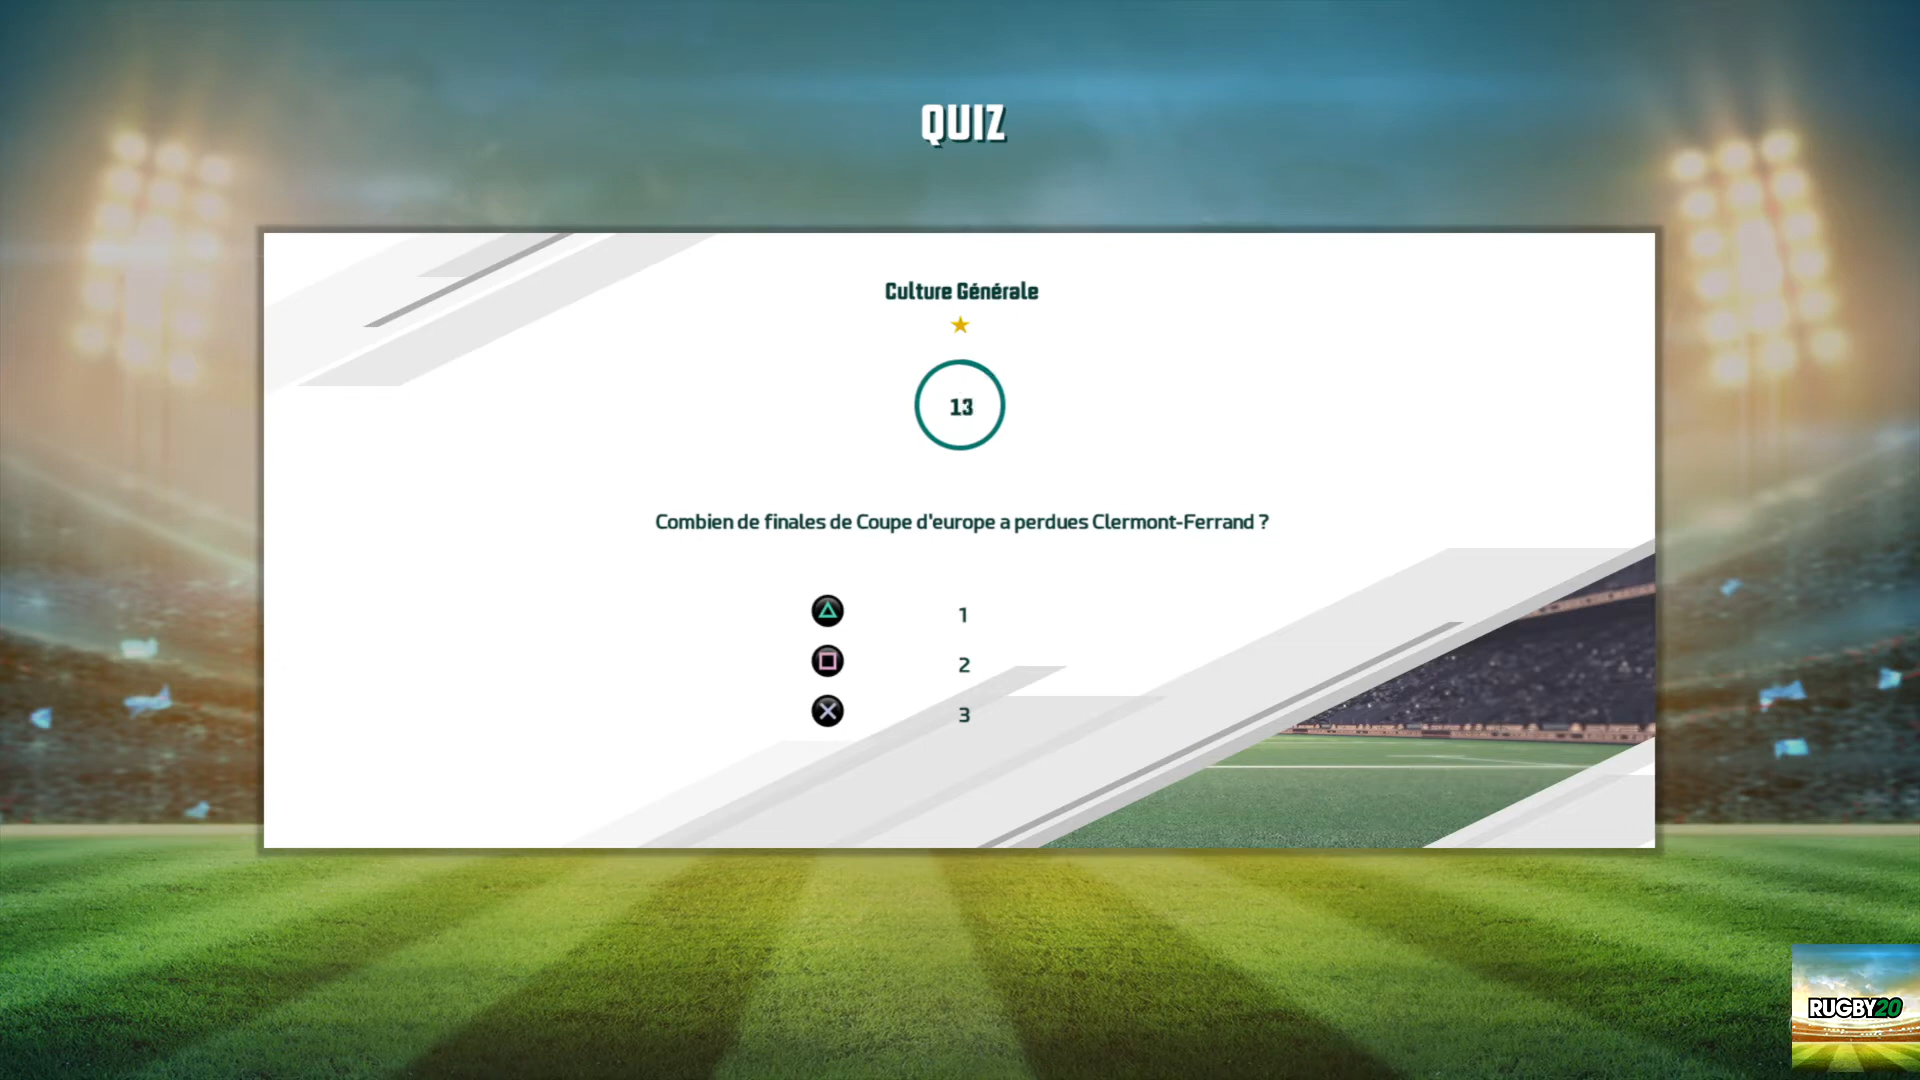 QUIZ
Culture Générale
13
Combien de finales de Coupe d'europe a perdues Clermont-Ferrand ?
1
2
3
RUGBY20